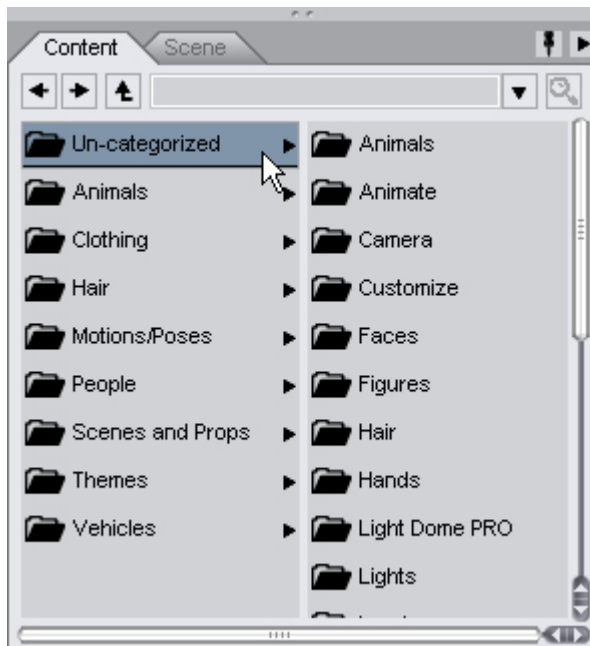 Content Scene
Un-categorized
Animals
Clothing
Hair
Motions/Poses
People
Scenes and Props
Themes
Vehicles
Animals
Animate
Camera
Customize
Faces
Figures
Hair
Hands
Light Dome PRO
Lights